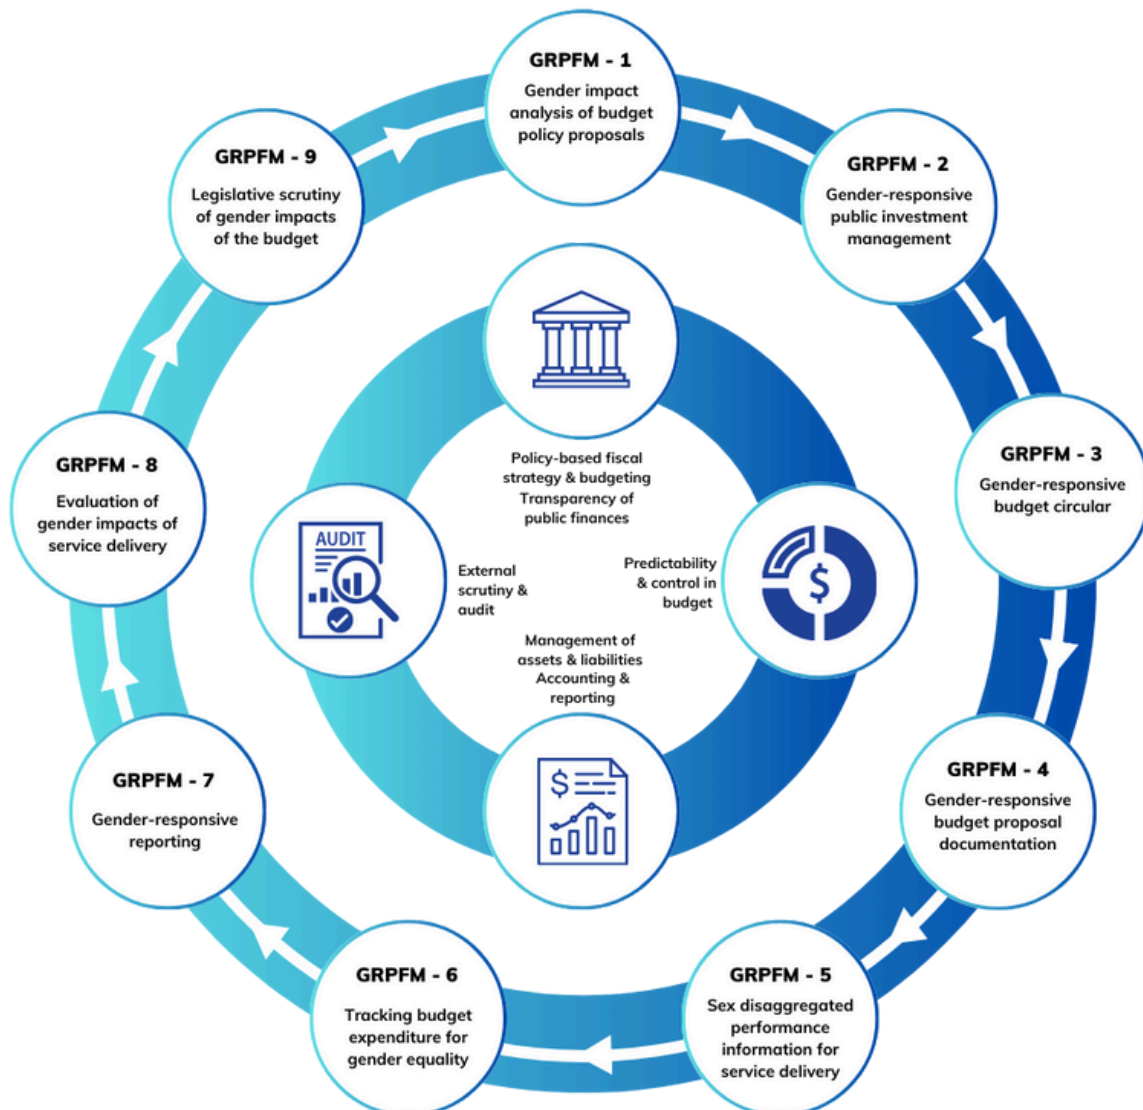 GRPFM - 1
Gender impact
analysis of budget
policy proposals
GRPFM - 2
Gender-responsive
public investment
management
GRPFM - 3
Gender-responsive
budget circular
GRPFM - 4
Gender-responsive
budget proposal
documentation
GRPFM - 5
Sex disaggregated
performance
information for
service delivery
GRPFM - 6
Tracking budget
expenditure for
gender equality
GRPFM - 7
Gender-responsive
reporting
GRPFM - 8
Evaluation of
gender impacts of
service delivery
GRPFM - 9
Legislative scrutiny
of gender impacts
of the budget
Policy-based fiscal
strategy & budgeting
Transparency of
public finances
Predictability
& control in
budget
$
Management of
assets & liabilities
Accounting &
reporting
$
External
scrutiny &
audit
AUDIT